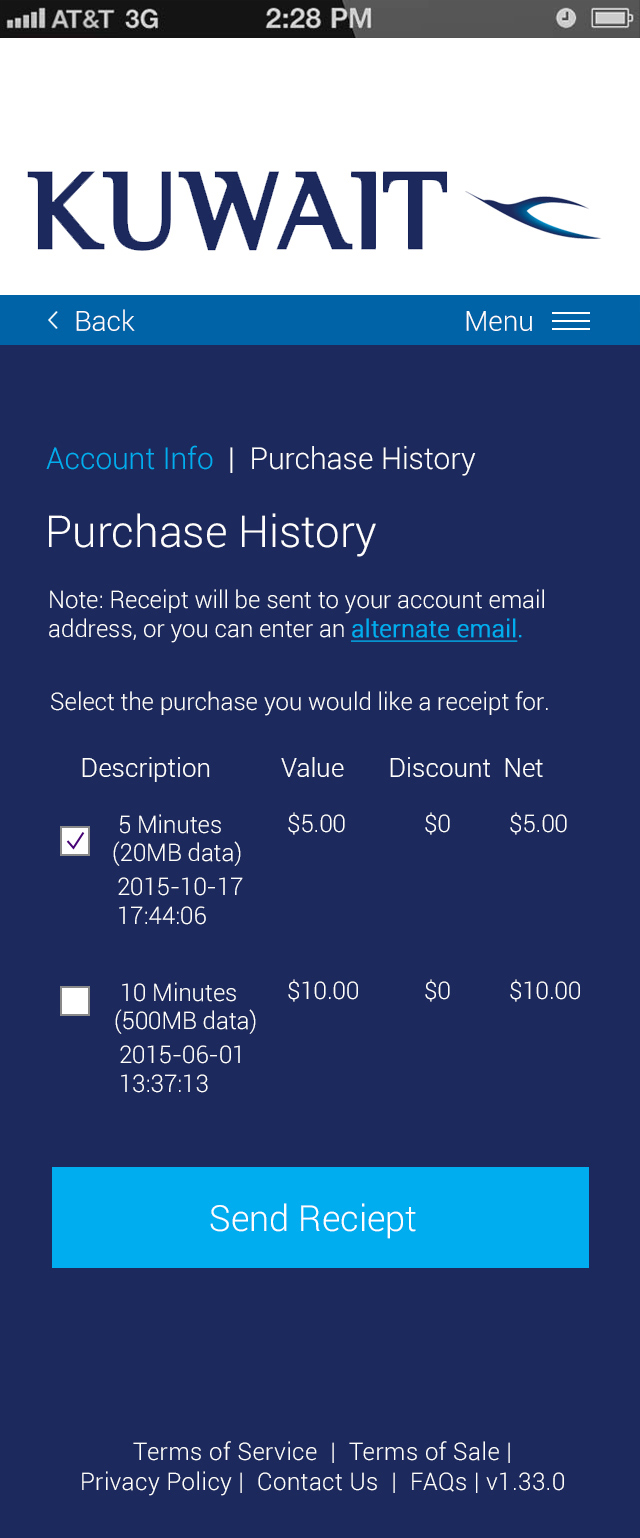 AT&T 3G 2:28 PM
KUWAIT
Back Menu
Account Info | Purchase History
Purchase History
Note: Receipt will be sent to your account email
address, or you can enter an alternate email.
Select the purchase you would like a receipt for.
Description Value Discount Net
5 Minutes $5.00 $0 $5.00
(20MB data)
2015-10-17
17:44:06
10 Minutes $10.00 $0 $10.00
(500MB data)
2015-06-01
13:37:13
Send Reciept
Terms of Service | Terms of Sale |
Privacy Policy | Contact Us | FAQs | v1.33.0